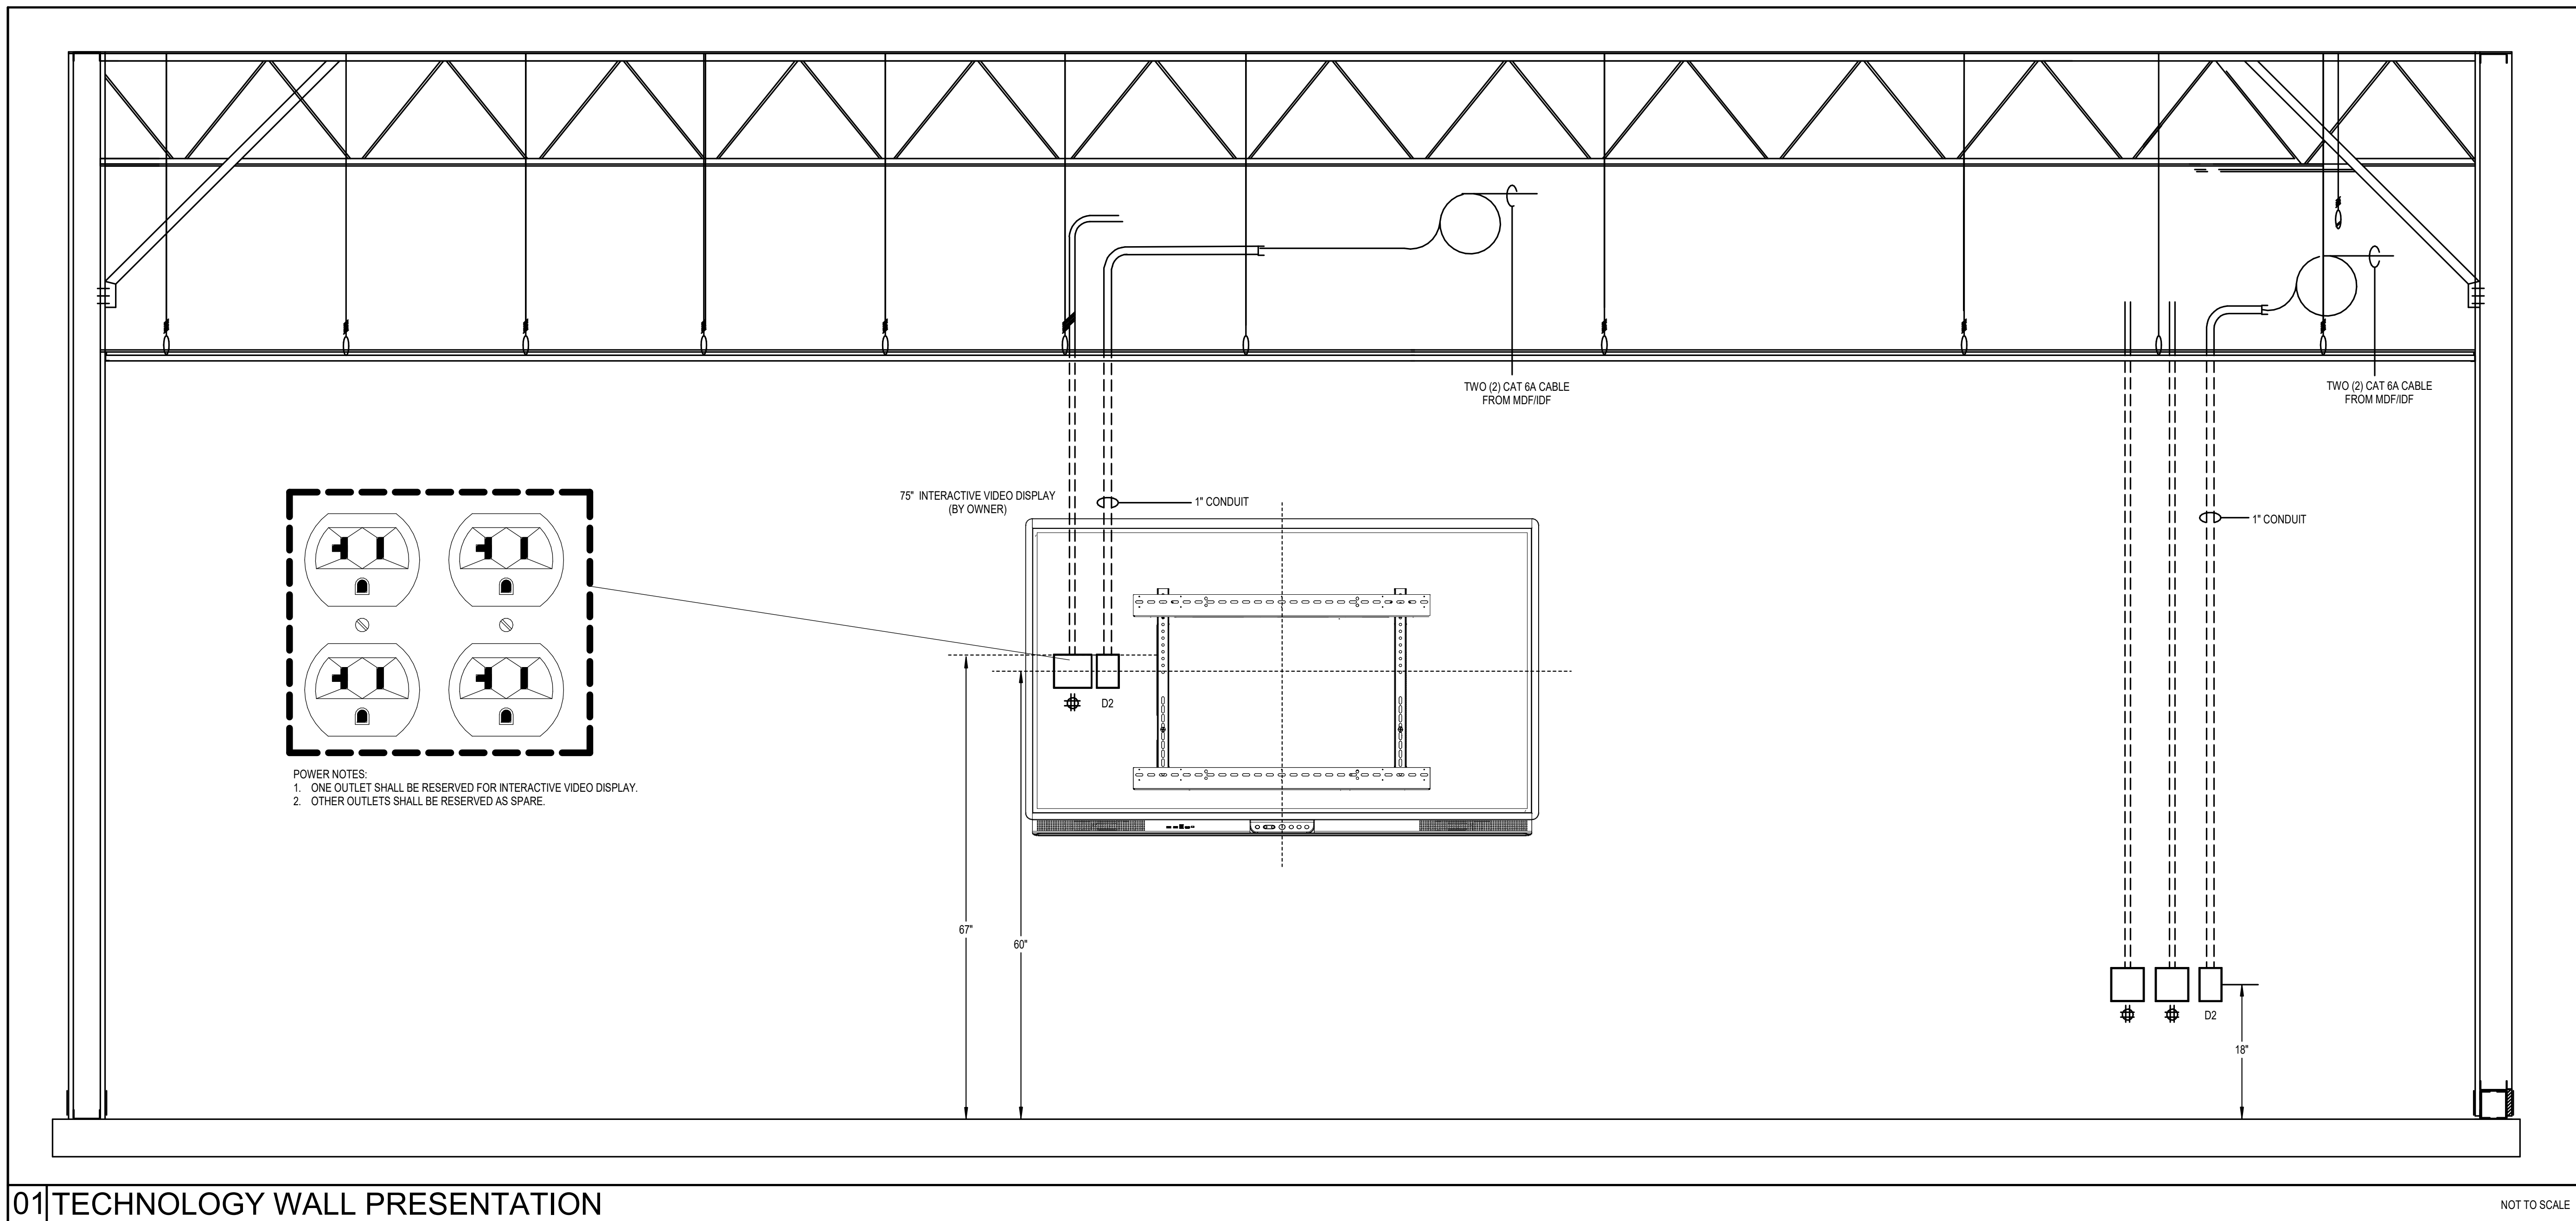 TWO (2) CAT 6A CABLE
FROM MDF/IDF
TWO (2) CAT 6A CABLE
FROM MDF/IDF
75" INTERACTIVE VIDEO DISPLAY
(BY OWNER)
1" CONDUIT
1" CONDUIT
D2
POWER NOTES:
1. ONE OUTLET SHALL BE RESERVED FOR INTERACTIVE VIDEO DISPLAY.
2. OTHER OUTLETS SHALL BE RESERVED AS SPARE.
67"
60"
D2
18"
01 TECHNOLOGY WALL PRESENTATION
NOT TO SCALE